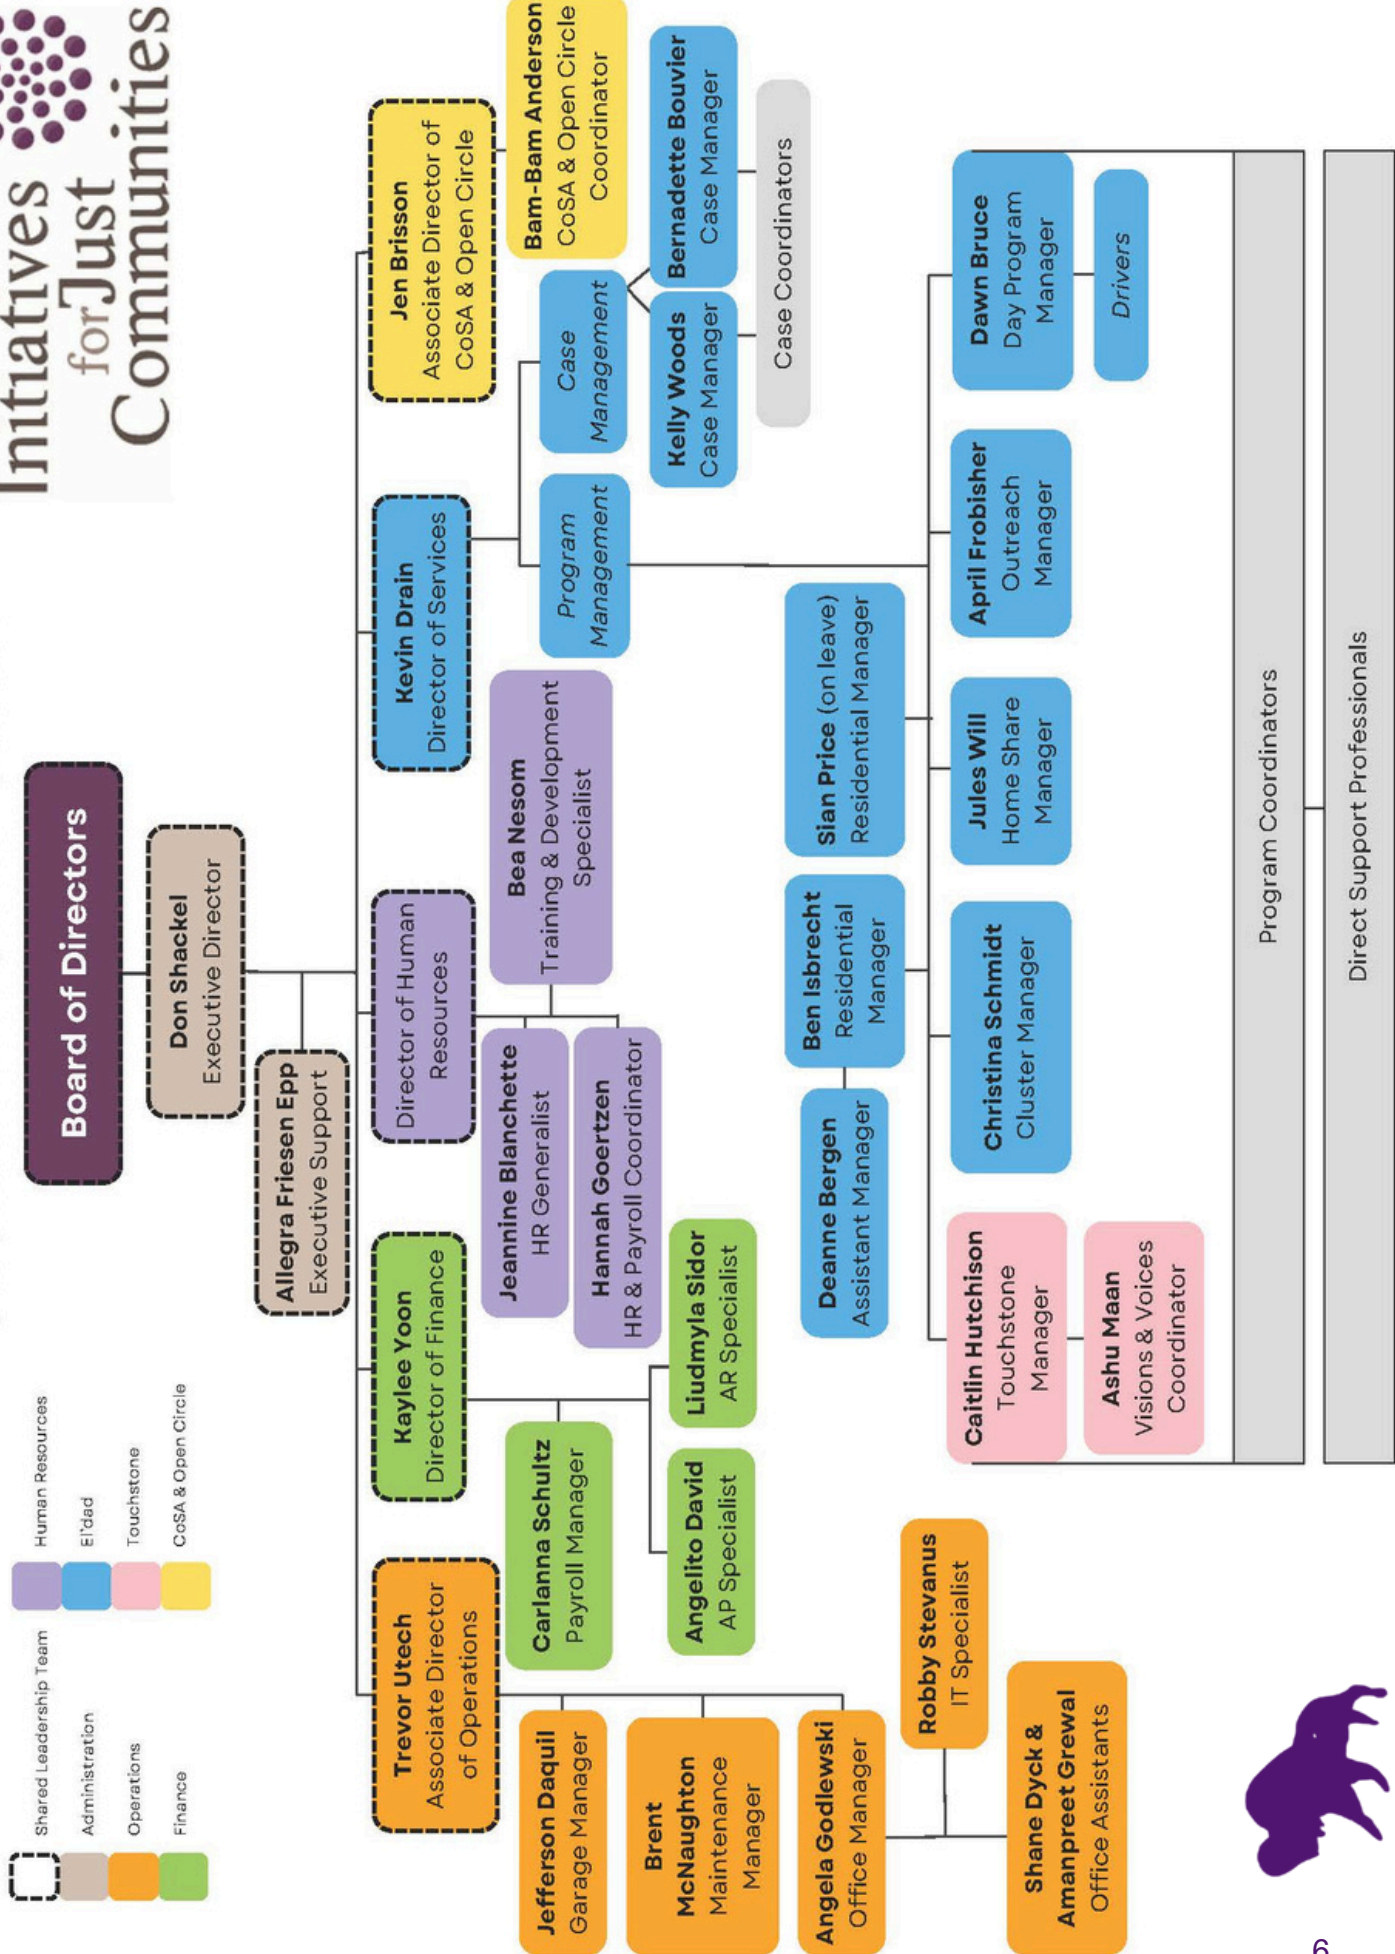 Initiatives
for Just
Communities
Shared Leadership Team
Administration
Operations
Finance
Human Resources
El'dad
Touchstone
CoSA & Open Circle
Board of Directors
Don Shackel
Executive Director
Allegra Friesen Epp
Executive Support
Trevor Utech
Associate Director
of Operations
Jefferson Daquil
Garage Manager
Brent
McNaughton
Maintenance
Manager
Angela Godlewski
Office Manager
Robby Stevanus
IT Specialist
Shane Dyck &
Amanpreet Grewal
Office Assistants
Kaylee Yoon
Director of Finance
Carlanna Schultz
Payroll Manager
Angelito David
AP Specialist
Liudmyla Sidor
AR Specialist
Director of Human
Resources
Jeannine Blanchette
HR Generalist
Hannah Goertzen
HR & Payroll Coordinator
Bea Nesom
Training & Development
Specialist
Kevin Drain
Director of Services
Program
Management
Case
Management
Kelly Woods
Case Manager
Bernadette Bouvier
Case Manager
Case Coordinators
Jen Brisson
Associate Director of
CoSA & Open Circle
Bam-Bam Anderson
CoSA & Open Circle
Coordinator
Deanne Bergen
Assistant Manager
Ben Isbrecht
Residential
Manager
Sian Price (on leave)
Residential Manager
Caitlin Hutchison
Touchstone
Manager
Ashu Maan
Visions & Voices
Coordinator
Christina Schmidt
Cluster Manager
Jules Will
Home Share
Manager
April Frobisher
Outreach
Manager
Dawn Bruce
Day Program
Manager
Drivers
Program Coordinators
Direct Support Professionals
6